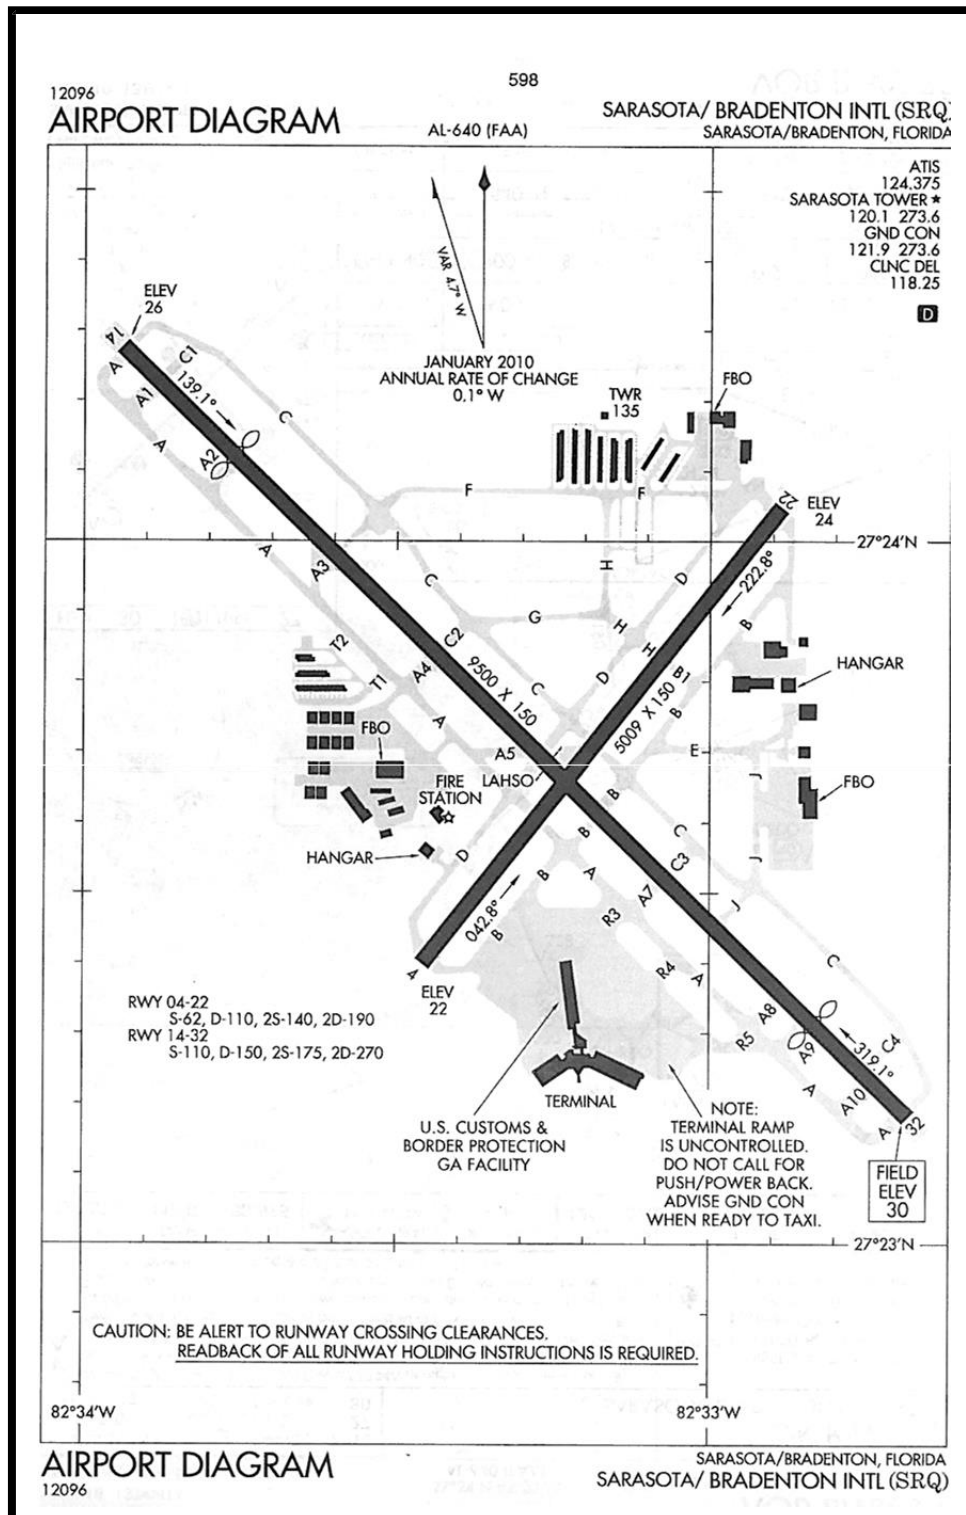 598
12096
AIRPORT DIAGRAM
AL-640 (FAA)
SARASOTA/ BRADENTON INTL (SRQ)
SARASOTA/BRADENTON, FLORIDA
ATIS
124.375
SARASOTA TOWER ★
120.1 273.6
GND CON
121.9 273.6
CLNC DEL
118.25
D
VAR 4.7° W
JANUARY 2010
ANNUAL RATE OF CHANGE
0.1° W
ELEV
26
14
A
A1
C1
139.1°
A
A2
C
TWR
135
FBO
F
F
22
ELEV
24
27°24'N
A
A3
C
H
D
222.8°
G
H
B
T2
C2
H
HANGAR
T1
A4
9500 X 150
C
D
B1
B
A
5009 X 150
FBO
A5
E
LAHSO
FIRE
STATION
J
FBO
B
C
HANGAR
D
B
C3
J
B
A
A7
J
042.8°
B
R3
4
ELEV
22
R4
A
C
RWY 04-22
S-62, D-110, 2S-140, 2D-190
RWY 14-32
S-110, D-150, 2S-175, 2D-270
A8
R5
A9
C4
319.1°
A
A10
A
32
TERMINAL
U.S. CUSTOMS &
BORDER PROTECTION
GA FACILITY
NOTE:
TERMINAL RAMP
IS UNCONTROLLED.
DO NOT CALL FOR
PUSH/POWER BACK.
ADVISE GND CON
WHEN READY TO TAXI.
FIELD
ELEV
30
27°23'N
CAUTION: BE ALERT TO RUNWAY CROSSING CLEARANCES.
READBACK OF ALL RUNWAY HOLDING INSTRUCTIONS IS REQUIRED.
82°34'W
82°33'W
AIRPORT DIAGRAM
12096
SARASOTA/BRADENTON, FLORIDA
SARASOTA/ BRADENTON INTL (SRQ)